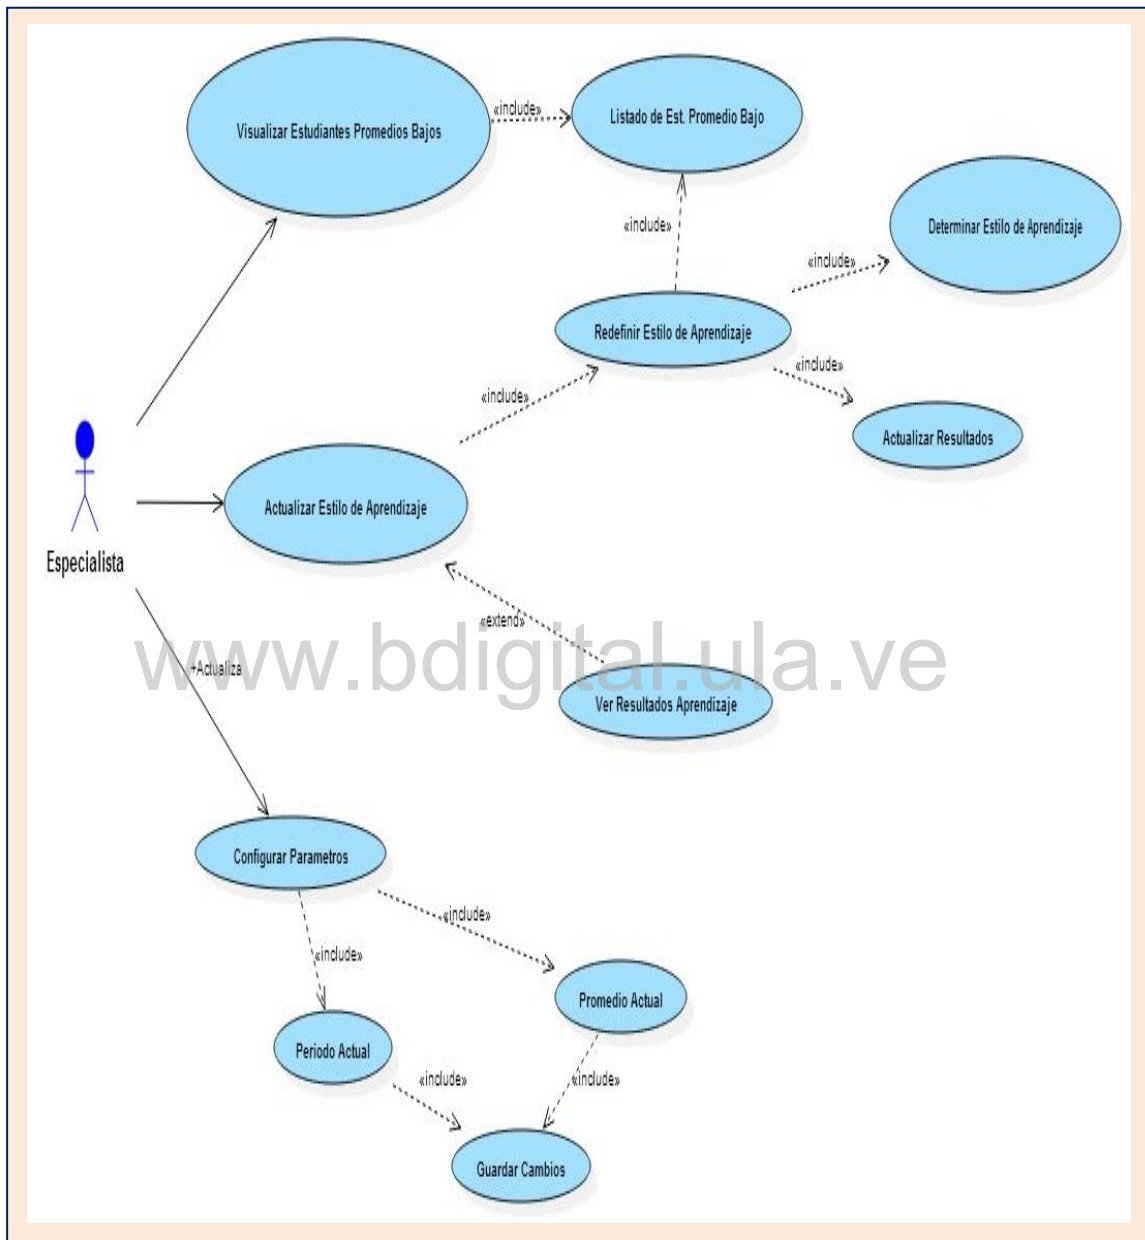 Visualizar Estudiantes Promedios Bajos
«include»
Listado de Est. Promedio Bajo
«include»
Determinar Estilo de Aprendizaje
«include»
Redefinir Estilo de Aprendizaje
«include»
«include»
Actualizar Resultados
Actualizar Estilo de Aprendizaje
Especialista
«extend»
www.bdigital.ula.ve
+Actualiza
Ver Resultados Aprendizaje
Configurar Parametros
«include»
«include»
Promedio Actual
Periodo Actual
«include»
«include»
Guardar Cambios